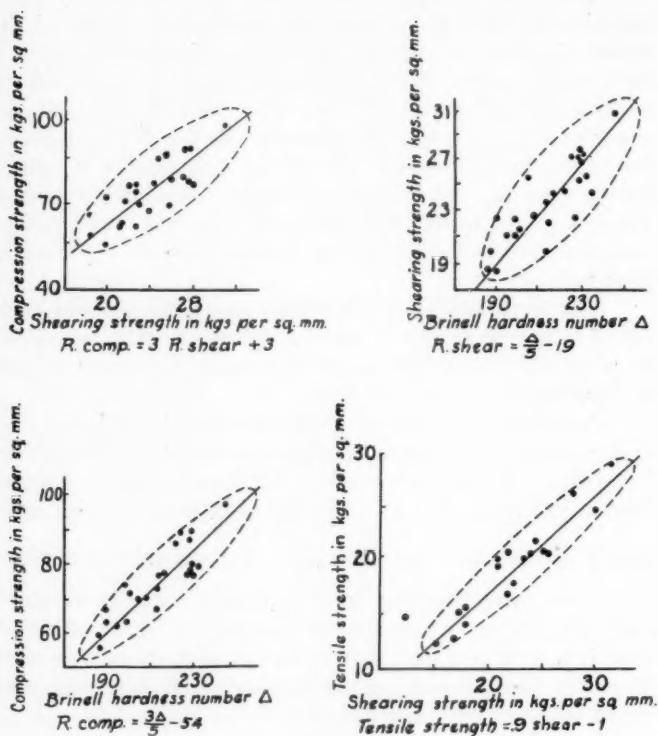 Compression strength in kgs. per sq. mm.
100
70
40
20
28
Shearing strength in kgs per sq. mm.
R. comp. = 3 R. shear + 3
Shearing strength in kgs. per sq. mm.
31
27
23
19
190
230
Brinell hardness number Δ
R. shear = Δ/5 - 19
Compression strength in kgs. per sq. mm.
100
80
60
190
230
Brinell hardness number Δ
R. comp. = 3Δ/5 - 54
Tensile strength in kgs. per sq. mm.
30
20
10
20
30
Shearing strength in kgs. per sq. mm.
Tensile strength = .9 shear - 1